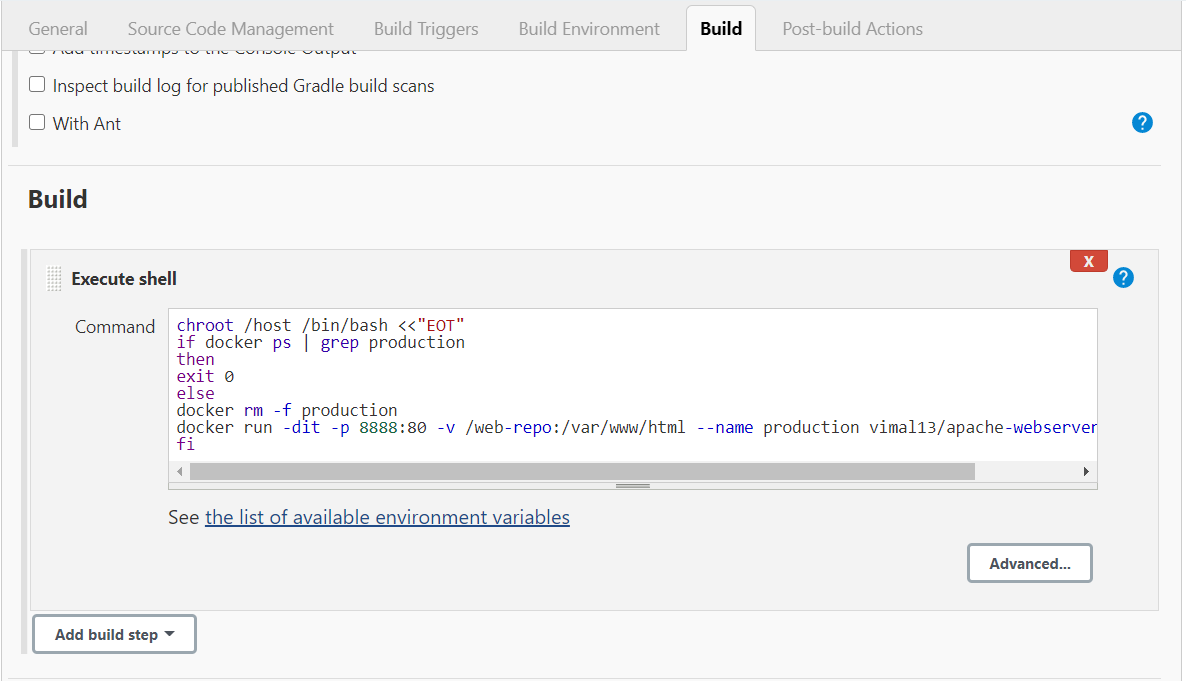 General Source Code Management Build Triggers Build Environment Build Post-build Actions
Add timestamps to the Console Output
Inspect build log for published Gradle build scans
With Ant
?
Build
X
Execute shell
?
Command
chroot /host /bin/bash <<"EOT"
if docker ps | grep production
then
exit 0
else
docker rm -f production
docker run -dit -p 8888:80 -v /web-repo:/var/www/html --name production vimal13/apache-webserver
fi
See the list of available environment variables
Advanced...
Add build step